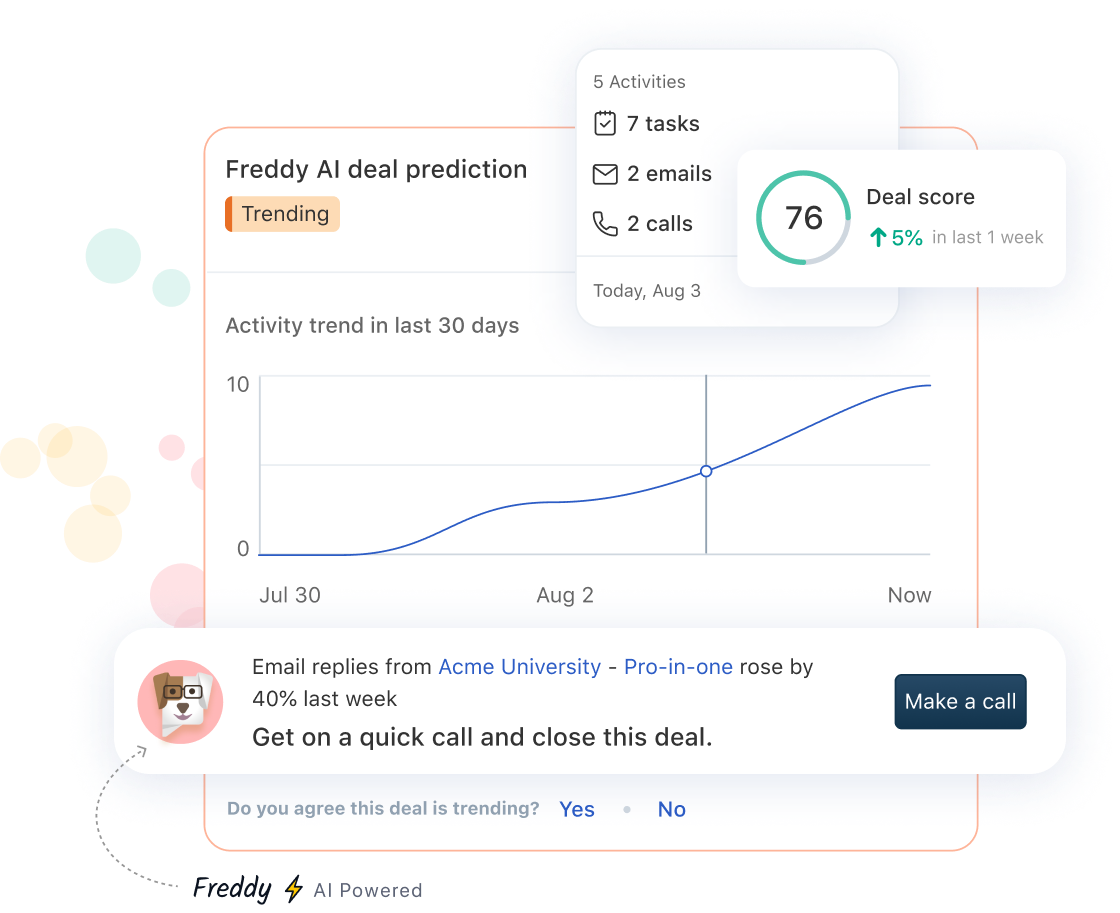 5 Activities
7 tasks
2 emails
2 calls
Today, Aug 3
76
Deal score
5% in last 1 week
Freddy AI deal prediction
Trending
Activity trend in last 30 days
10
0
Jul 30
Aug 2
Now
Email replies from Acme University - Pro-in-one rose by
40% last week
Get on a quick call and close this deal.
Make a call
Do you agree this deal is trending? Yes • No
Freddy AI Powered